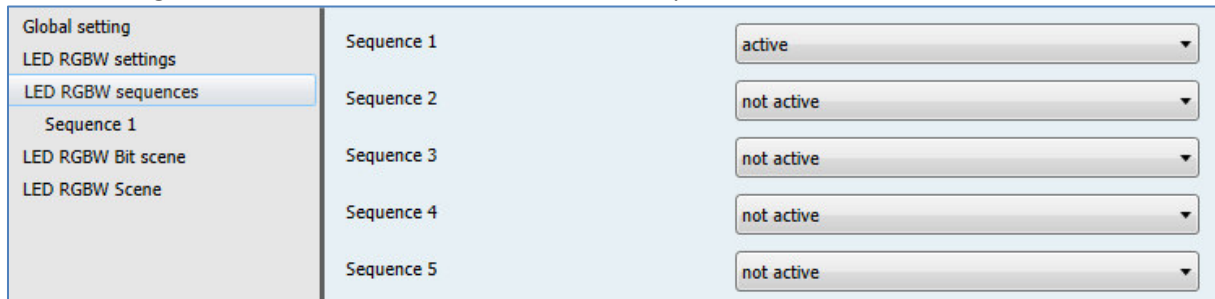 Global setting
LED RGBW settings
LED RGBW sequences
Sequence 1
LED RGBW Bit scene
LED RGBW Scene
Sequence 1 active
Sequence 2 not active
Sequence 3 not active
Sequence 4 not active
Sequence 5 not active